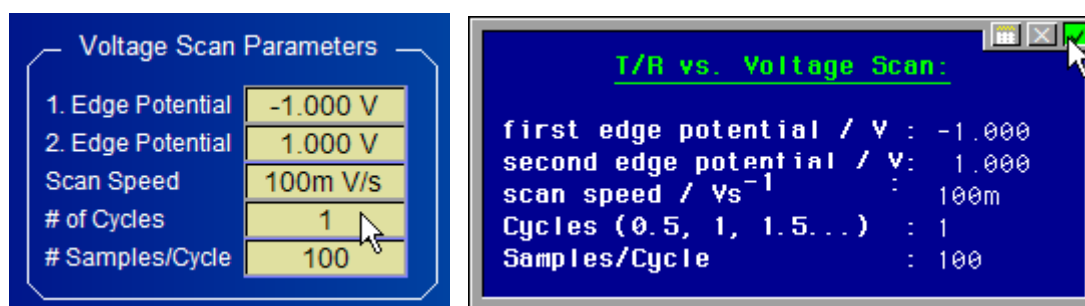 Voltage Scan Parameters
1. Edge Potential -1.000 V
2. Edge Potential 1.000 V
Scan Speed 100m V/s
# of Cycles 1
# Samples/Cycle 100
T/R vs. Voltage Scan:
first edge potential / V : -1.000
second edge potential / V: 1.000
scan speed / Vs⁻¹ : 100m
Cycles (0.5, 1, 1.5...) : 1
Samples/Cycle : 100